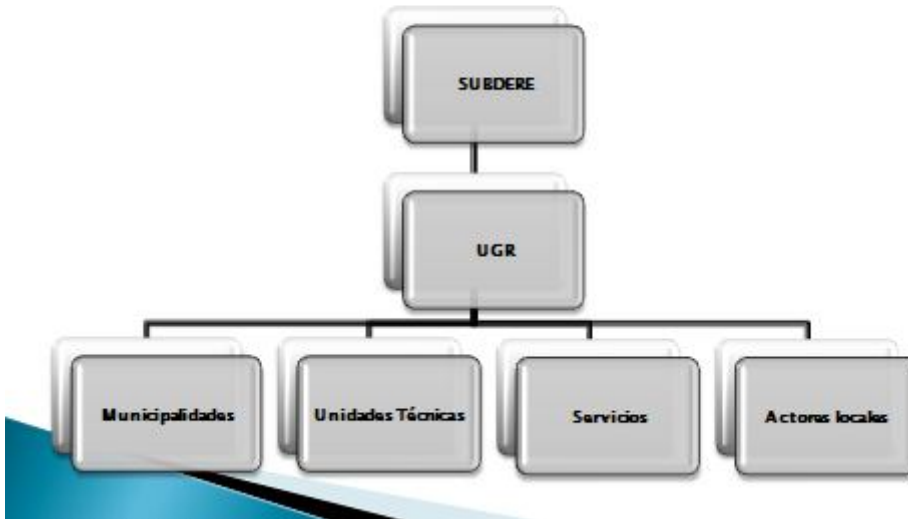 SUBDERE
UGR
Municipalidades
Unidades Técnicas
Servicios
Actores locales